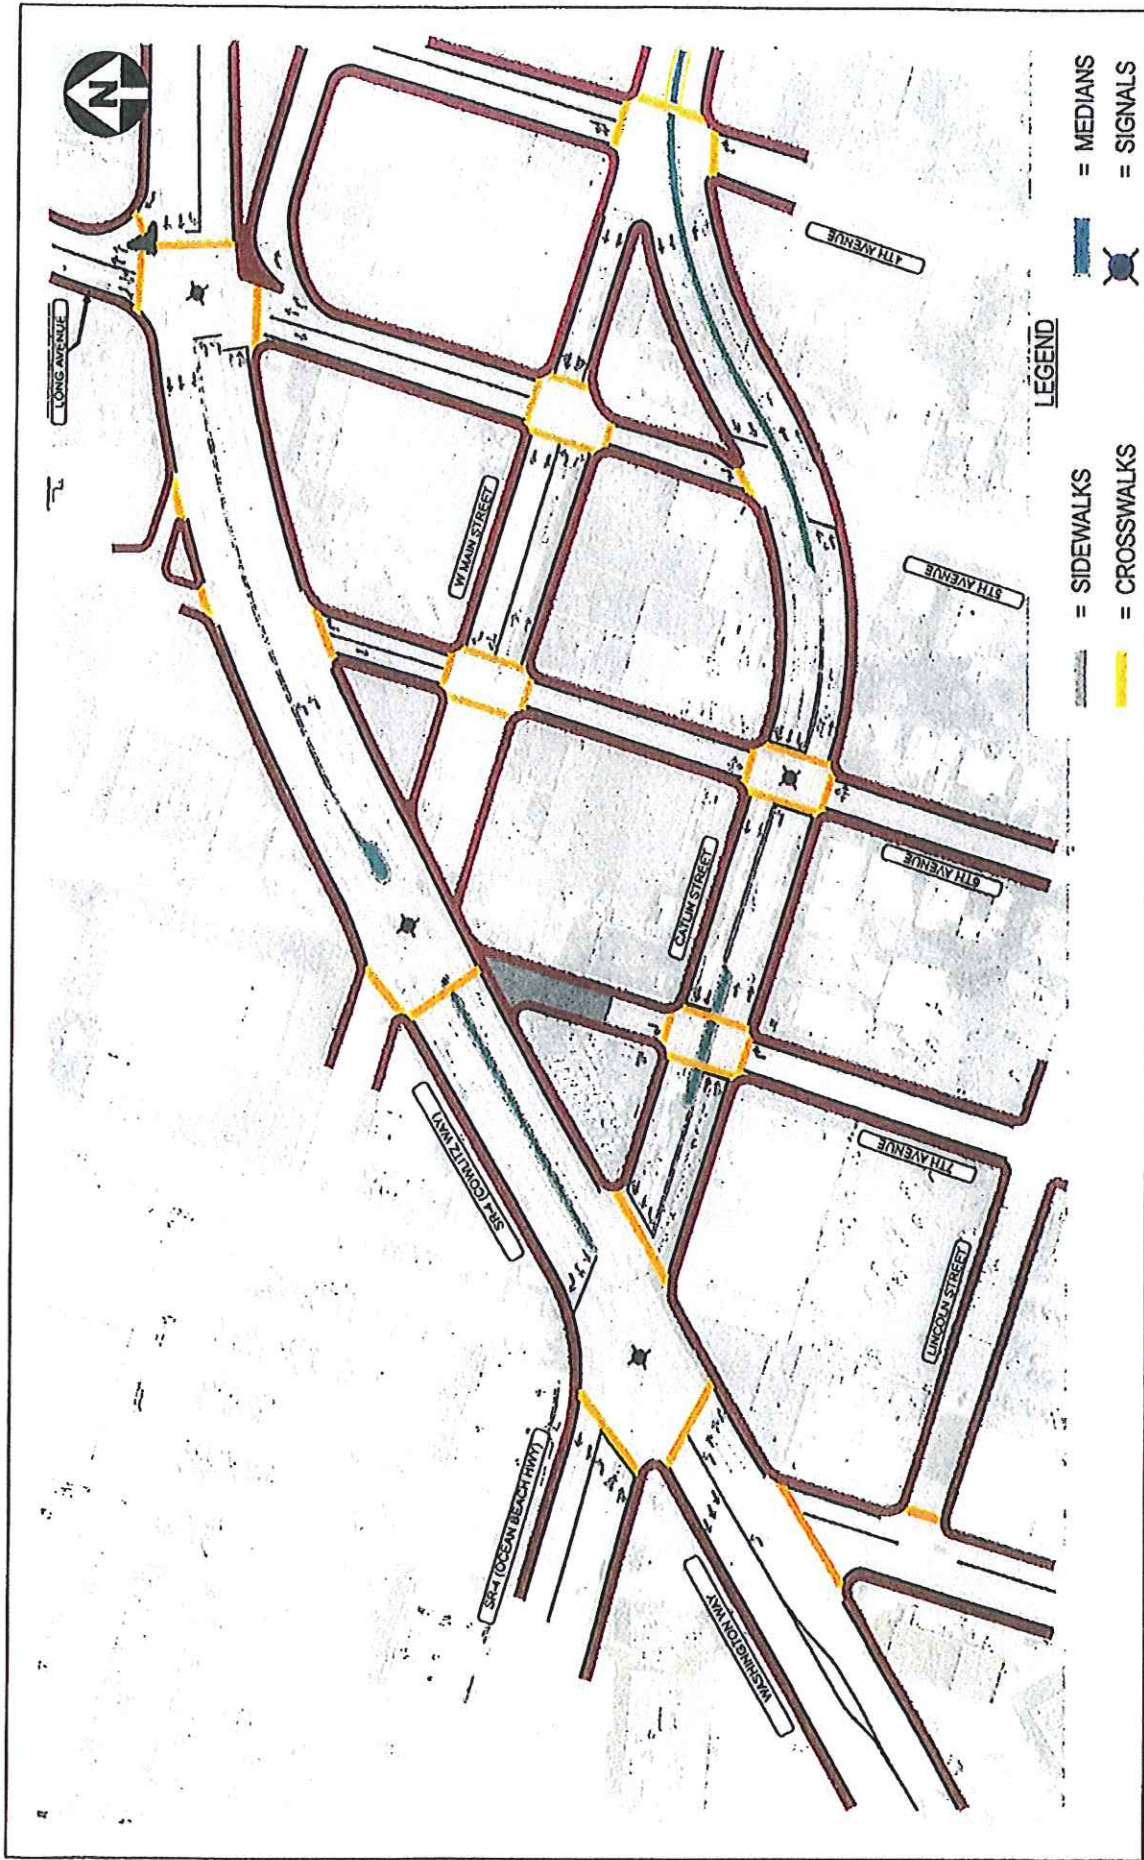 N
LONG AVENUE
W MAIN STREET
4TH AVENUE
5TH AVENUE
6TH AVENUE
CATLIN STREET
7TH AVENUE
SR-4 (COWLITZ WAY)
SR-4 (OCEAN BEACH HWY)
LINCOLN STREET
WASHINGTON WAY
LEGEND
= SIDEWALKS
= MEDIANS
= CROSSWALKS
= SIGNALS